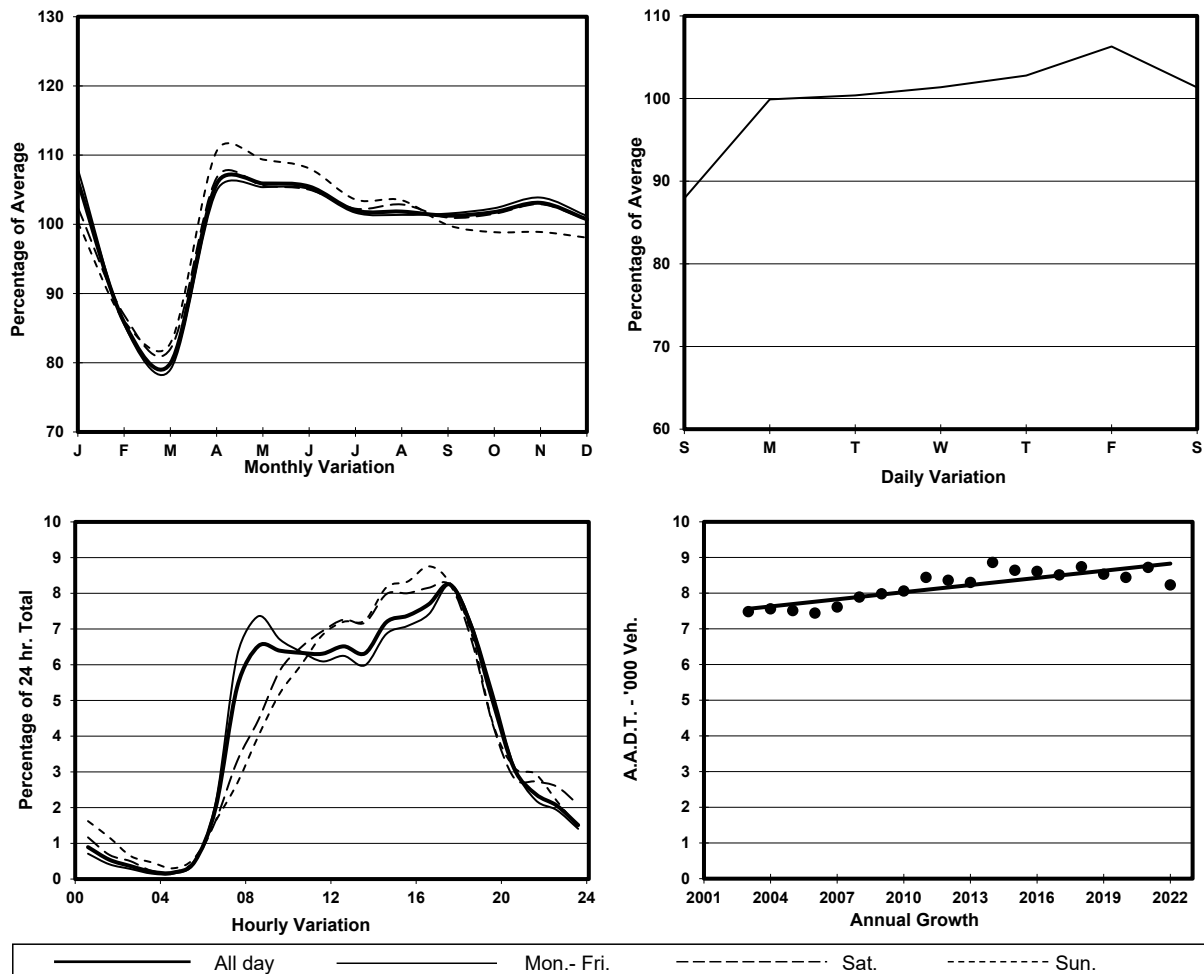 130
120
110
100
90
80
70
Percentage of Average
J F M A M J J A S O N D
Monthly Variation
110
100
90
80
70
60
Percentage of Average
S M T W T F S
Daily Variation
10
9
8
7
6
5
4
3
2
1
0
Percentage of 24 hr. Total
00 04 08 12 16 20 24
Hourly Variation
10
9
8
7
6
5
4
3
2
1
0
A.A.D.T. - '000 Veh.
2001 2004 2007 2010 2013 2016 2019 2022
Annual Growth
All day Mon.- Fri. Sat. Sun.